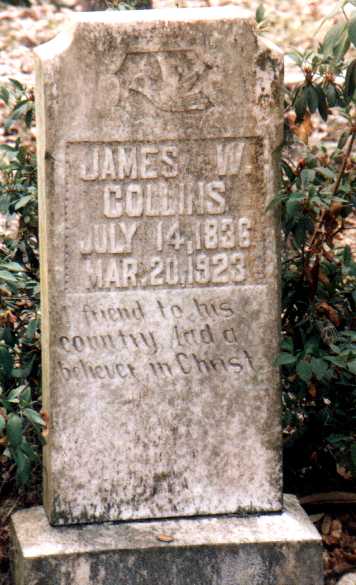 JAMES W.
COLLINS
JULY 14, 1836
MAR. 20, 1923
A friend to his
country, and a
believer in Christ